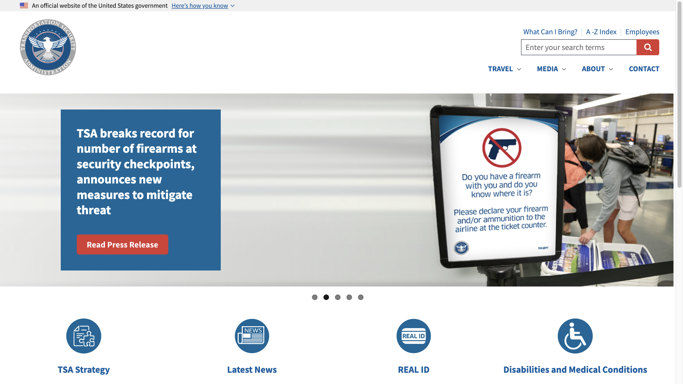 An official website of the United States government Here's how you know
What Can I Bring? A -Z Index Employees
Enter your search terms
TRAVEL MEDIA ABOUT CONTACT
TSA breaks record for
number of firearms at
security checkpoints,
announces new
measures to mitigate
threat
Read Press Release
Do you have a firearm
with you and do you
know where it is?
Please declare your firearm
and/or ammunition to the
airline at the ticket counter.
NEWS
REAL ID
TSA Strategy
Latest News
REAL ID
Disabilities and Medical Conditions